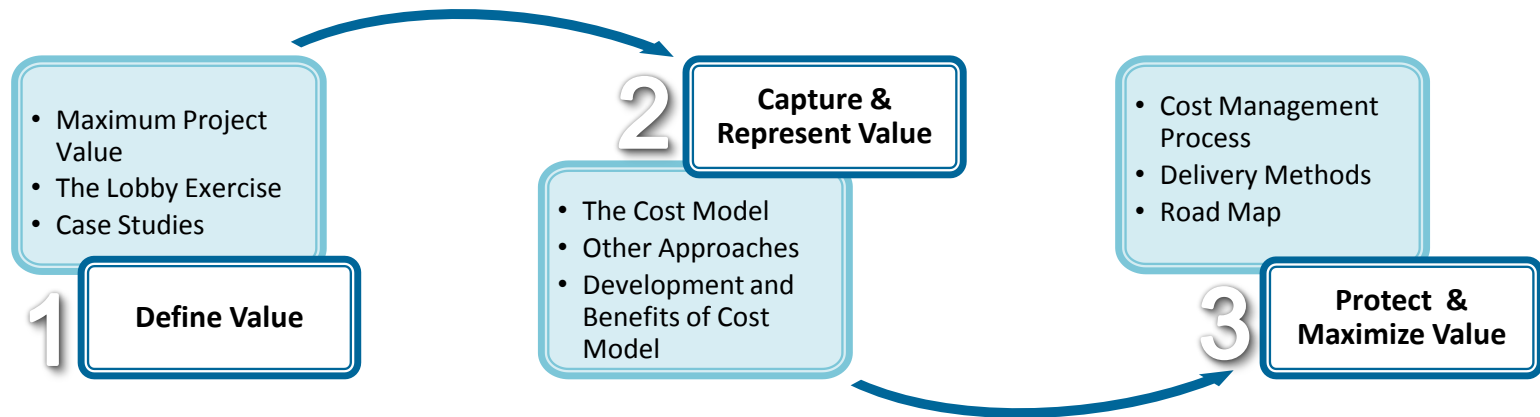 • Maximum Project
Value
• The Lobby Exercise
• Case Studies
1
Define Value
2
Capture &
Represent Value
• The Cost Model
• Other Approaches
• Development and
Benefits of Cost
Model
• Cost Management
Process
• Delivery Methods
• Road Map
3
Protect & 
Maximize Value